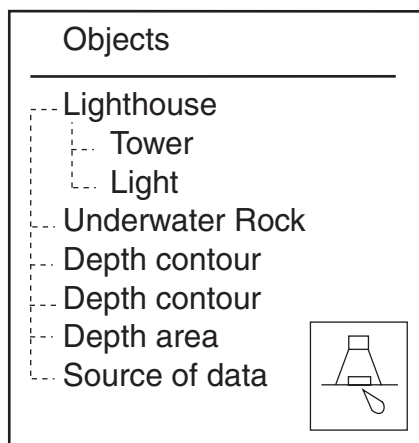 Objects
Lighthouse
Tower
Light
Underwater Rock
Depth contour
Depth contour
Depth area
Source of data